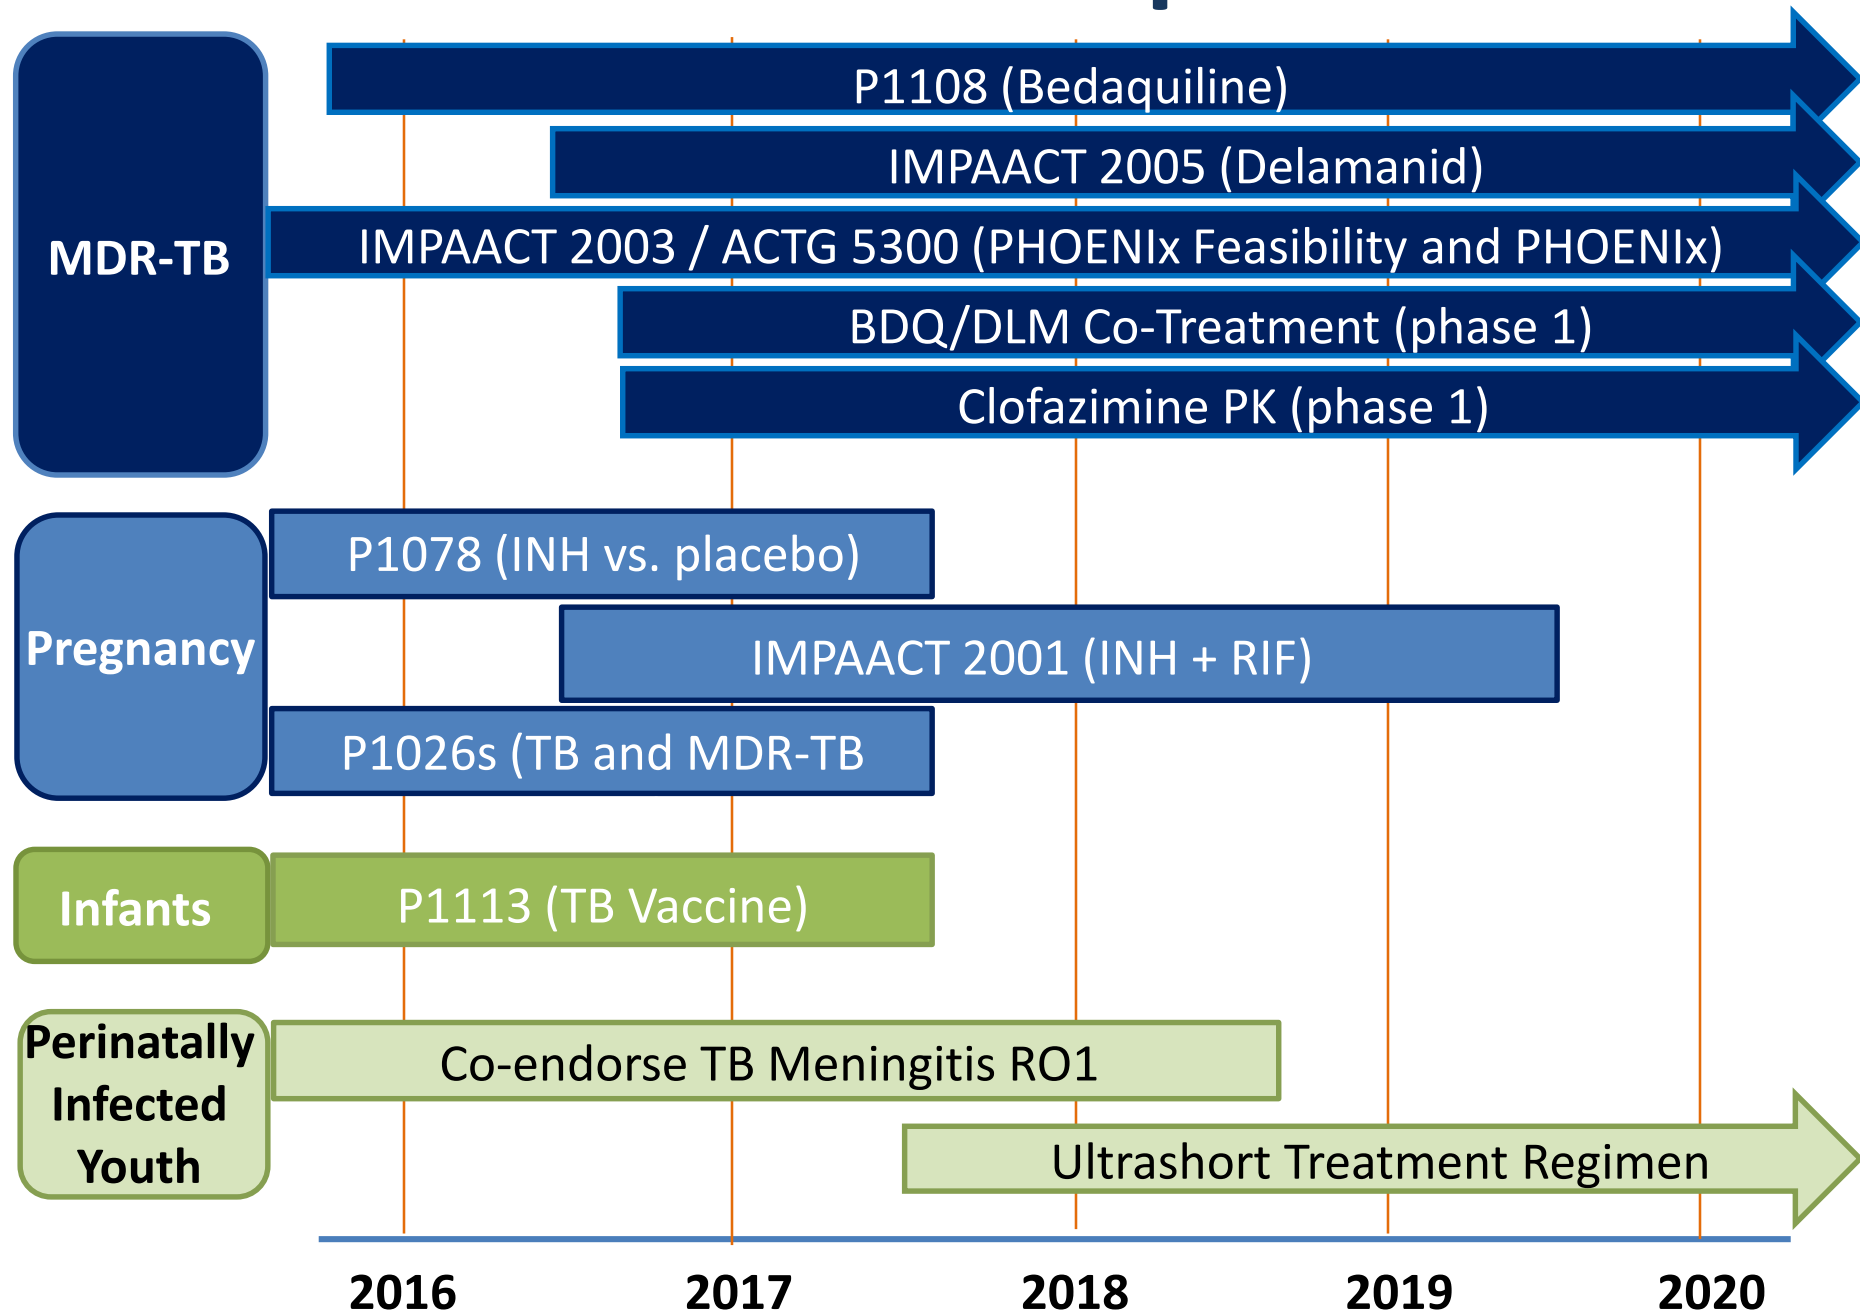 P1108 (Bedaquiline)
IMPAACT 2005 (Delamanid)
MDR-TB
IMPAACT 2003 / ACTG 5300 (PHOENIx Feasibility and PHOENIx)
BDQ/DLM Co-Treatment (phase 1)
Clofazimine PK (phase 1)
Pregnancy
P1078 (INH vs. placebo)
IMPAACT 2001 (INH + RIF)
P1026s (TB and MDR-TB
Infants
P1113 (TB Vaccine)
Perinatally
Infected
Youth
Co-endorse TB Meningitis RO1
Ultrashort Treatment Regimen
2016 2017 2018 2019 2020